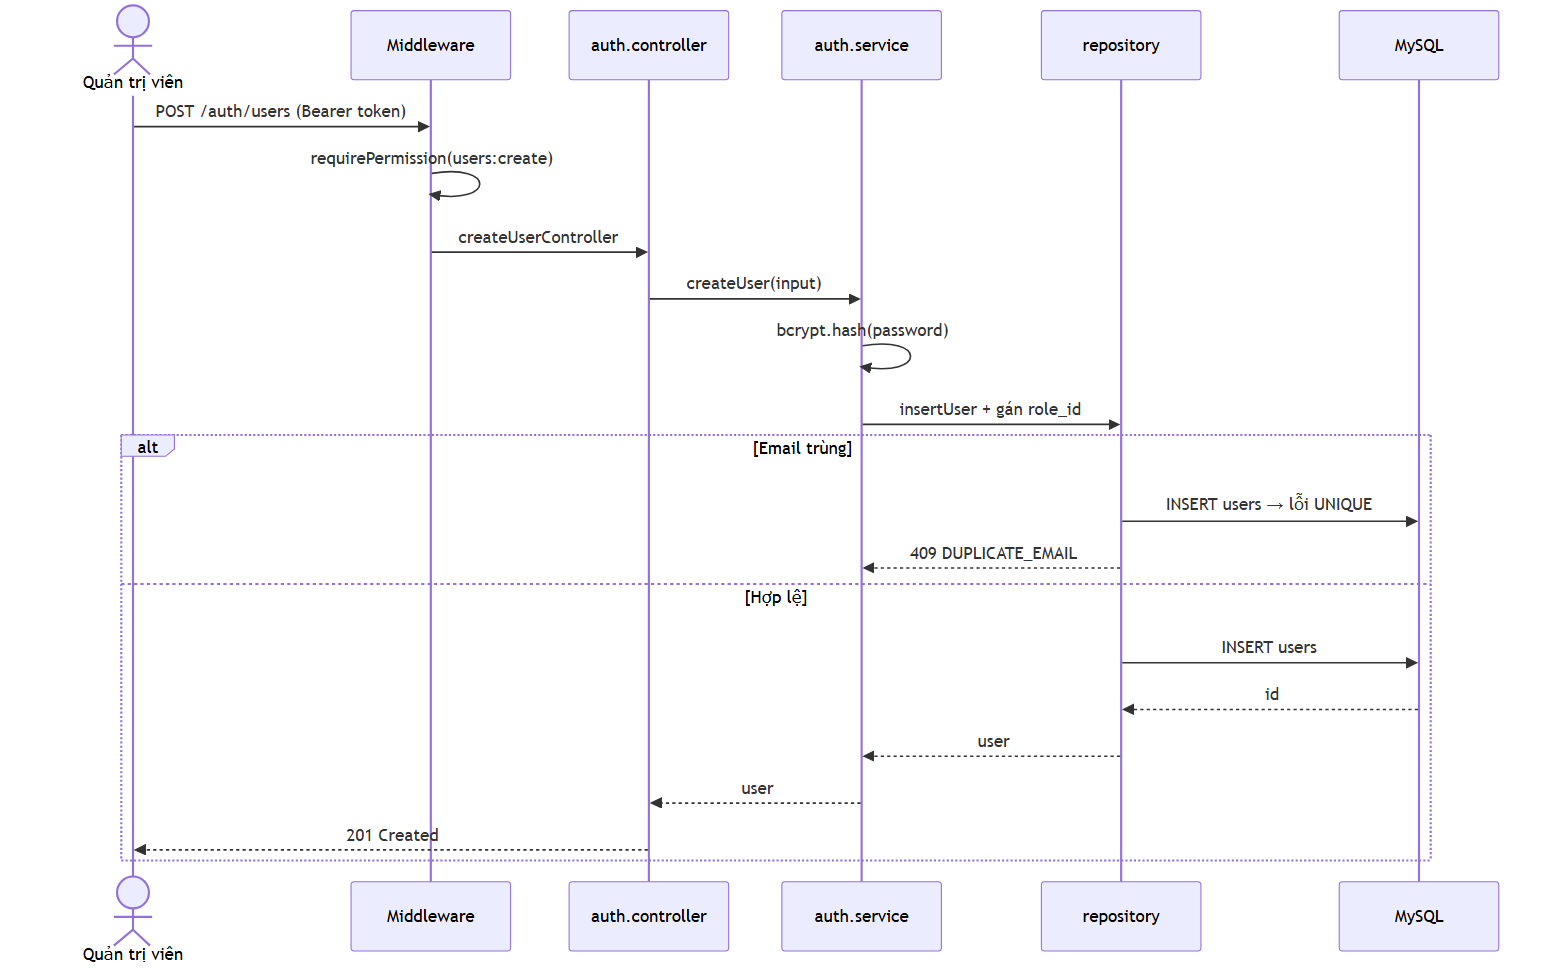 Quản trị viên
Middleware
auth.controller
auth.service
repository
MySQL
POST /auth/users (Bearer token)
requirePermission(users:create)
createUserController
createUser(input)
bcrypt.hash(password)
insertUser + gán role_id
alt
[Email trùng]
INSERT users → lỗi UNIQUE
409 DUPLICATE_EMAIL
[Hợp lệ]
INSERT users
id
user
user
201 Created
Quản trị viên
Middleware
auth.controller
auth.service
repository
MySQL